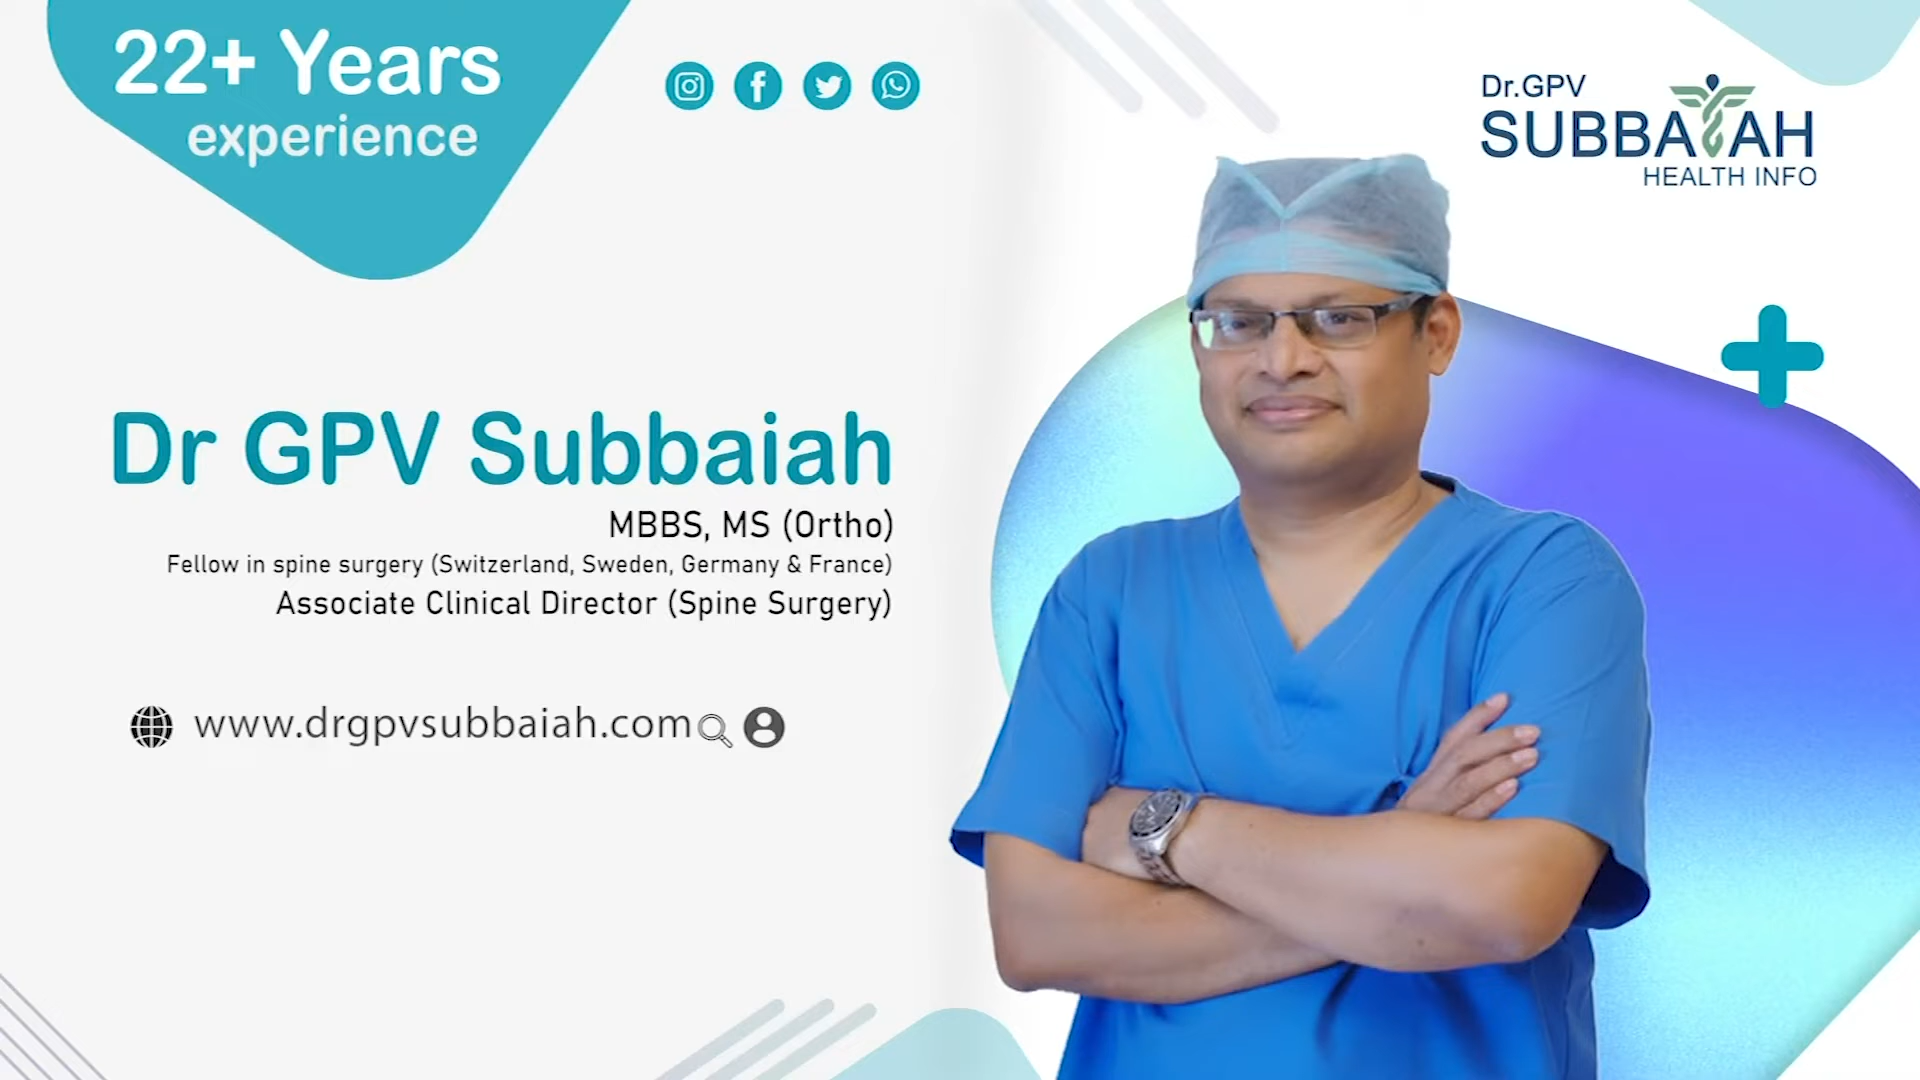 22+ Years
experience
Dr.GPV
SUBBAIAH
HEALTH INFO
Dr GPV Subbaiah
MBBS, MS (Ortho)
Fellow in spine surgery (Switzerland, Sweden, Germany & France)
Associate Clinical Director (Spine Surgery)
www.drgpvsubbaiah.com